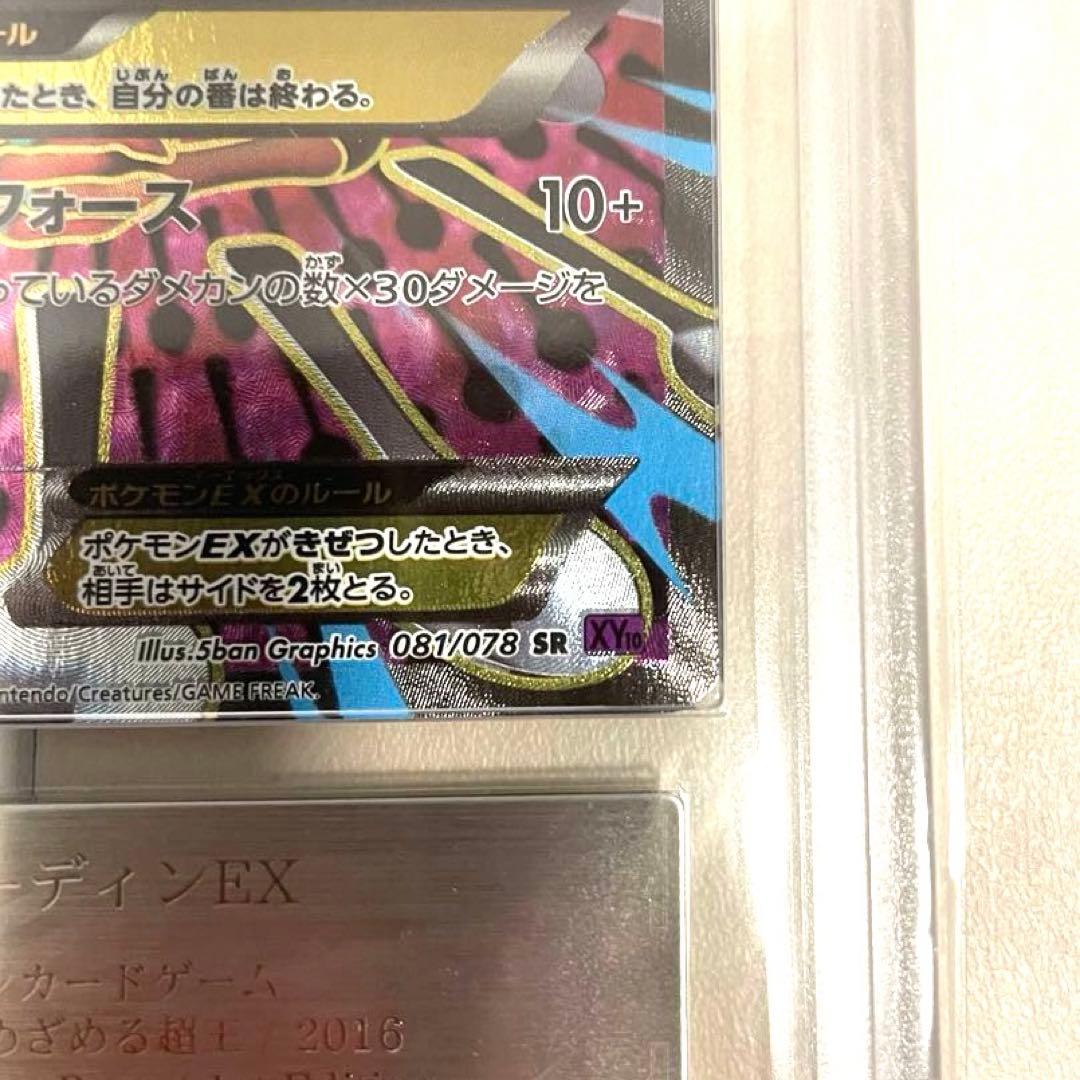 ール
たとき、自分の番は終わる。
フォース 10+
っているダメカンの数×30ダメージを
ポケモンEXのルール
ポケモンEXがきぜつしたとき、
相手はサイドを2枚とる。
Illus.5ban Graphics 081/078 SR XY10
ntendo/Creatures/GAME FREAK.
ーディンEX
ンカードゲーム
めざめる超王 / 2016